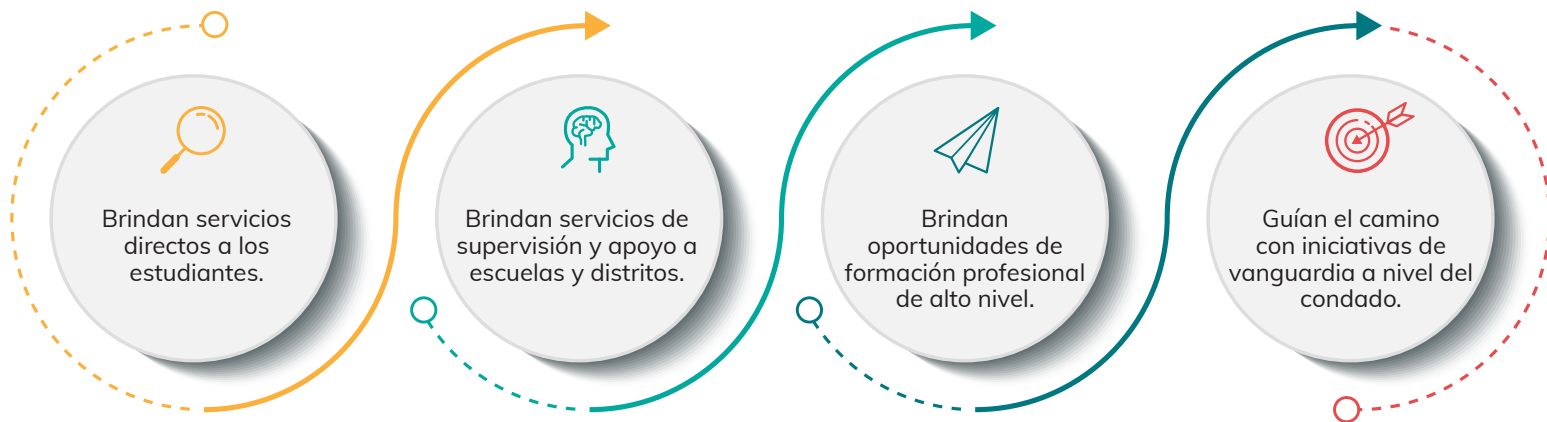 Brindan servicios
directos a los
estudiantes.
Brindan servicios de
supervisión y apoyo a
escuelas y distritos.
Brindan
oportunidades de
formación profesional
de alto nivel.
Guían el camino
con iniciativas de
vanguardia a nivel del
condado.